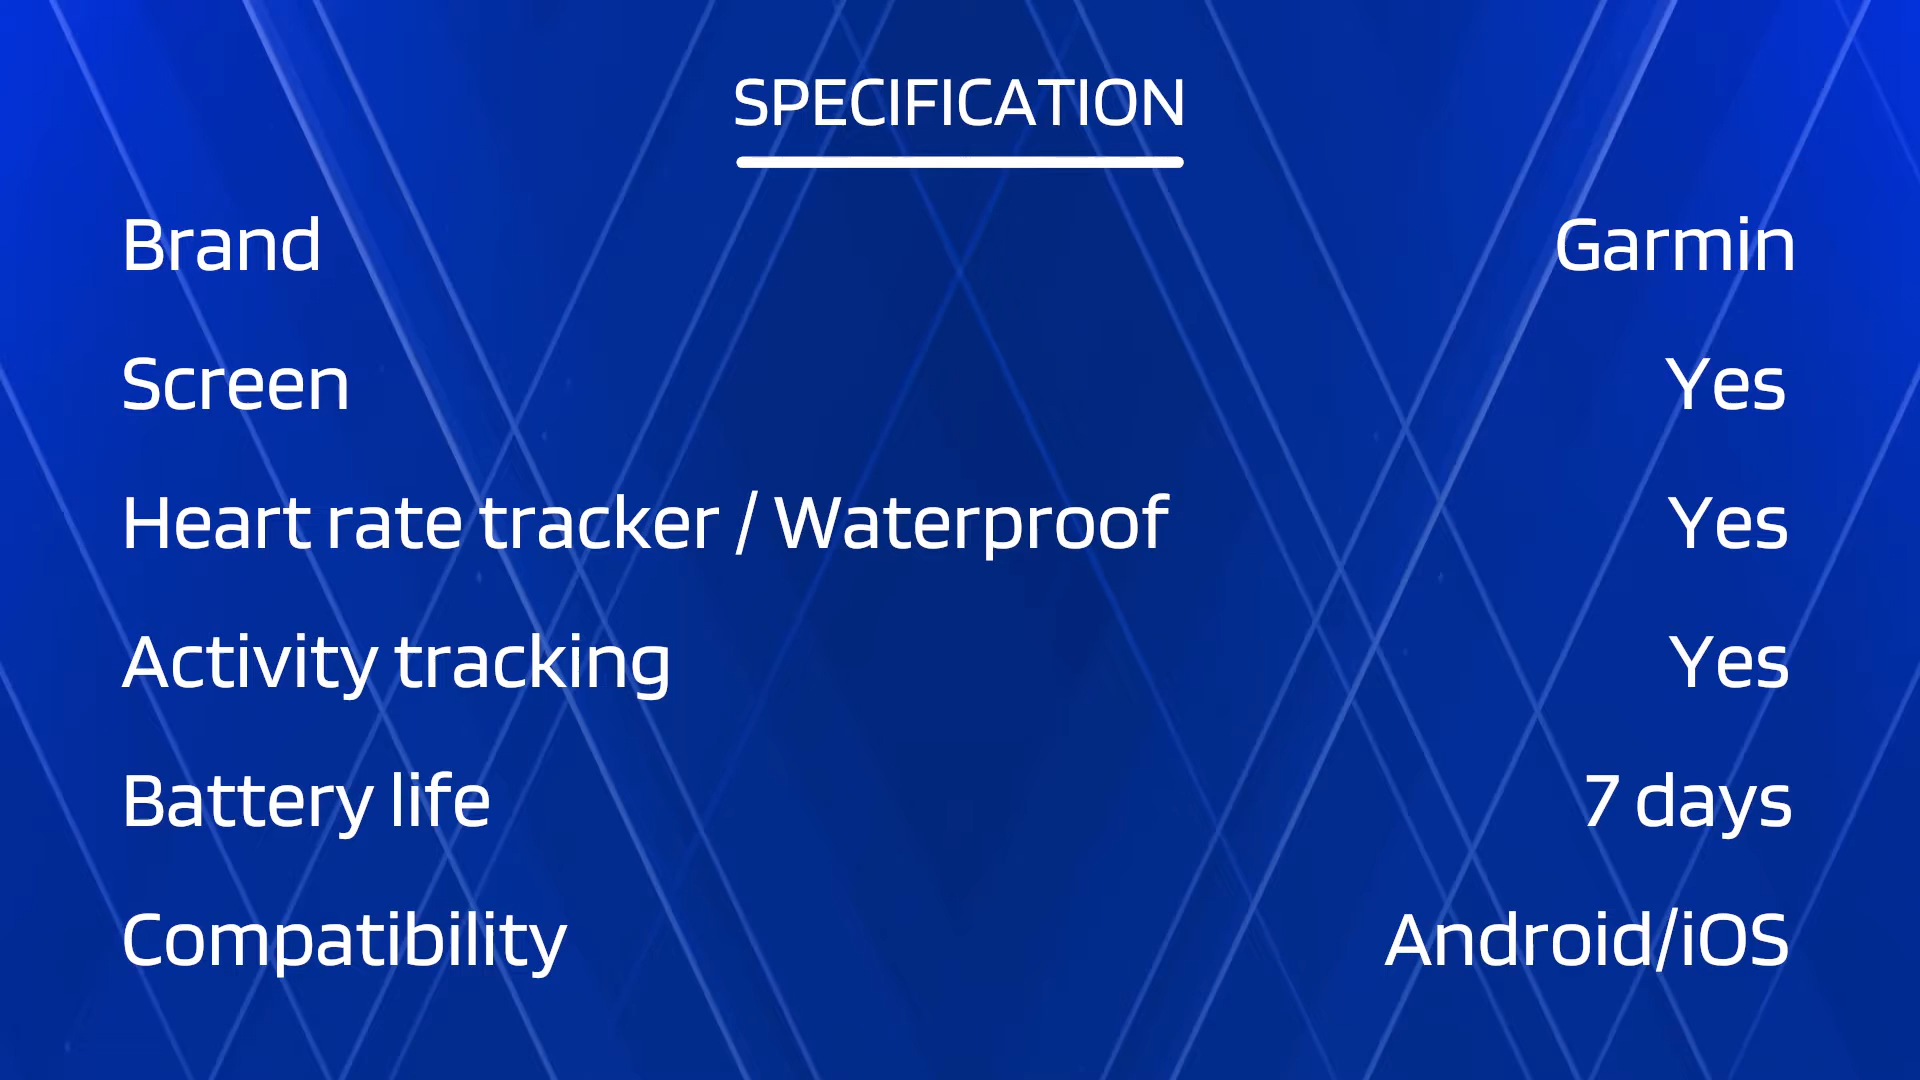 SPECIFICATION
Brand Garmin
Screen Yes
Heart rate tracker / Waterproof Yes
Activity tracking Yes
Battery life 7 days
Compatibility Android/iOS